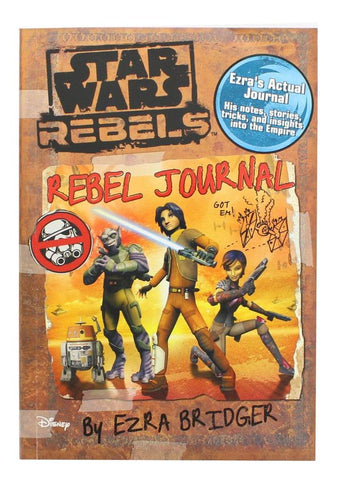 STAR
WARS
REBELS™
Ezra's Actual
Journal
His notes, stories,
tricks, and insights
into the Empire
REBEL JOURNAL
GOT
EM!
Disney
By EZRA BRIDGER